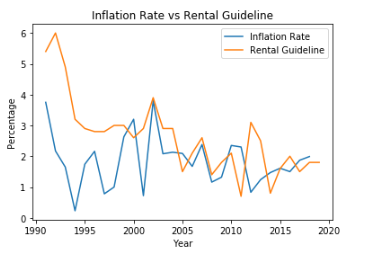 Inflation Rate vs Rental Guideline
6
5
4
3
2
1
0
Percentage
Inflation Rate
Rental Guideline
1990 1995 2000 2005 2010 2015 2020
Year